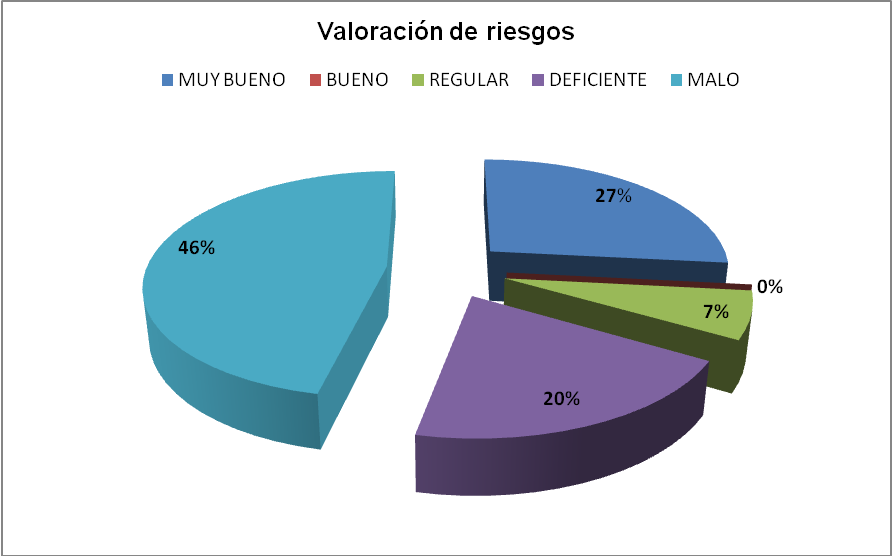 Valoración de riesgos
MUY BUENO BUENO REGULAR DEFICIENTE MALO
27%
46%
0%
7%
20%